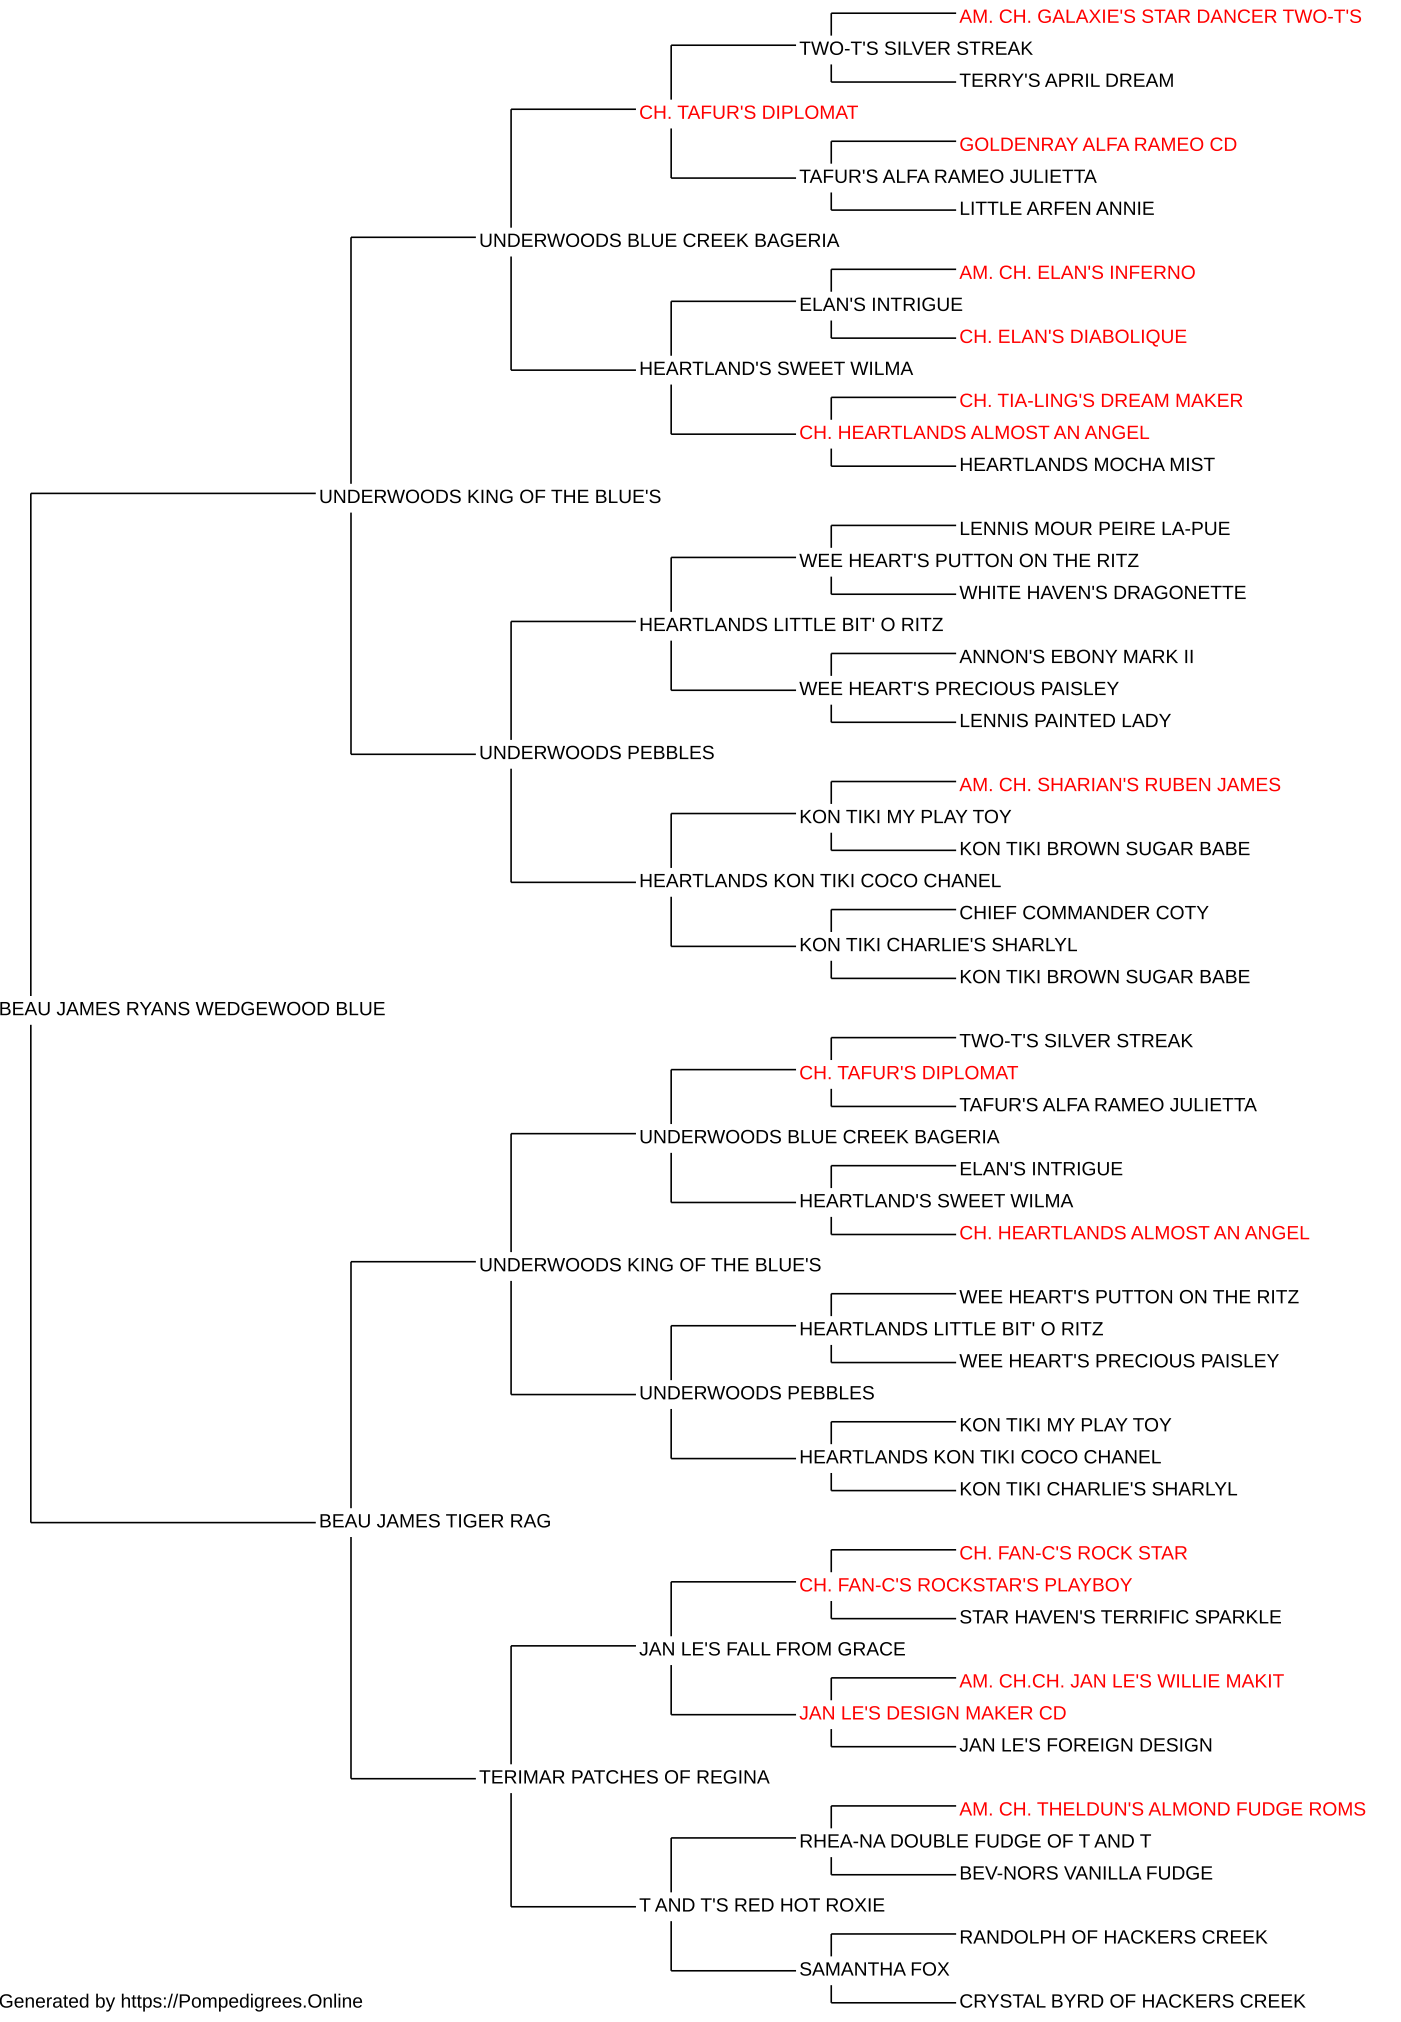 AM. CH. GALAXIE'S STAR DANCER TWO-T'S
TWO-T'S SILVER STREAK
TERRY'S APRIL DREAM
CH. TAFUR'S DIPLOMAT
GOLDENRAY ALFA RAMEO CD
TAFUR'S ALFA RAMEO JULIETTA
LITTLE ARFEN ANNIE
UNDERWOODS BLUE CREEK BAGERIA
AM. CH. ELAN'S INFERNO
ELAN'S INTRIGUE
CH. ELAN'S DIABOLIQUE
HEARTLAND'S SWEET WILMA
CH. TIA-LING'S DREAM MAKER
CH. HEARTLANDS ALMOST AN ANGEL
HEARTLANDS MOCHA MIST
UNDERWOODS KING OF THE BLUE'S
LENNIS MOUR PEIRE LA-PUE
WEE HEART'S PUTTON ON THE RITZ
WHITE HAVEN'S DRAGONETTE
HEARTLANDS LITTLE BIT' O RITZ
ANNON'S EBONY MARK II
WEE HEART'S PRECIOUS PAISLEY
LENNIS PAINTED LADY
UNDERWOODS PEBBLES
AM. CH. SHARIAN'S RUBEN JAMES
KON TIKI MY PLAY TOY
KON TIKI BROWN SUGAR BABE
HEARTLANDS KON TIKI COCO CHANEL
CHIEF COMMANDER COTY
KON TIKI CHARLIE'S SHARLYL
KON TIKI BROWN SUGAR BABE
BEAU JAMES RYANS WEDGEWOOD BLUE
TWO-T'S SILVER STREAK
CH. TAFUR'S DIPLOMAT
TAFUR'S ALFA RAMEO JULIETTA
UNDERWOODS BLUE CREEK BAGERIA
ELAN'S INTRIGUE
HEARTLAND'S SWEET WILMA
CH. HEARTLANDS ALMOST AN ANGEL
UNDERWOODS KING OF THE BLUE'S
WEE HEART'S PUTTON ON THE RITZ
HEARTLANDS LITTLE BIT' O RITZ
WEE HEART'S PRECIOUS PAISLEY
UNDERWOODS PEBBLES
KON TIKI MY PLAY TOY
HEARTLANDS KON TIKI COCO CHANEL
KON TIKI CHARLIE'S SHARLYL
BEAU JAMES TIGER RAG
CH. FAN-C'S ROCK STAR
CH. FAN-C'S ROCKSTAR'S PLAYBOY
STAR HAVEN'S TERRIFIC SPARKLE
JAN LE'S FALL FROM GRACE
AM. CH.CH. JAN LE'S WILLIE MAKIT
JAN LE'S DESIGN MAKER CD
JAN LE'S FOREIGN DESIGN
TERIMAR PATCHES OF REGINA
AM. CH. THELDUN'S ALMOND FUDGE ROMS
RHEA-NA DOUBLE FUDGE OF T AND T
BEV-NORS VANILLA FUDGE
T AND T'S RED HOT ROXIE
RANDOLPH OF HACKERS CREEK
SAMANTHA FOX
CRYSTAL BYRD OF HACKERS CREEK
Generated by https://Pompedigrees.Online